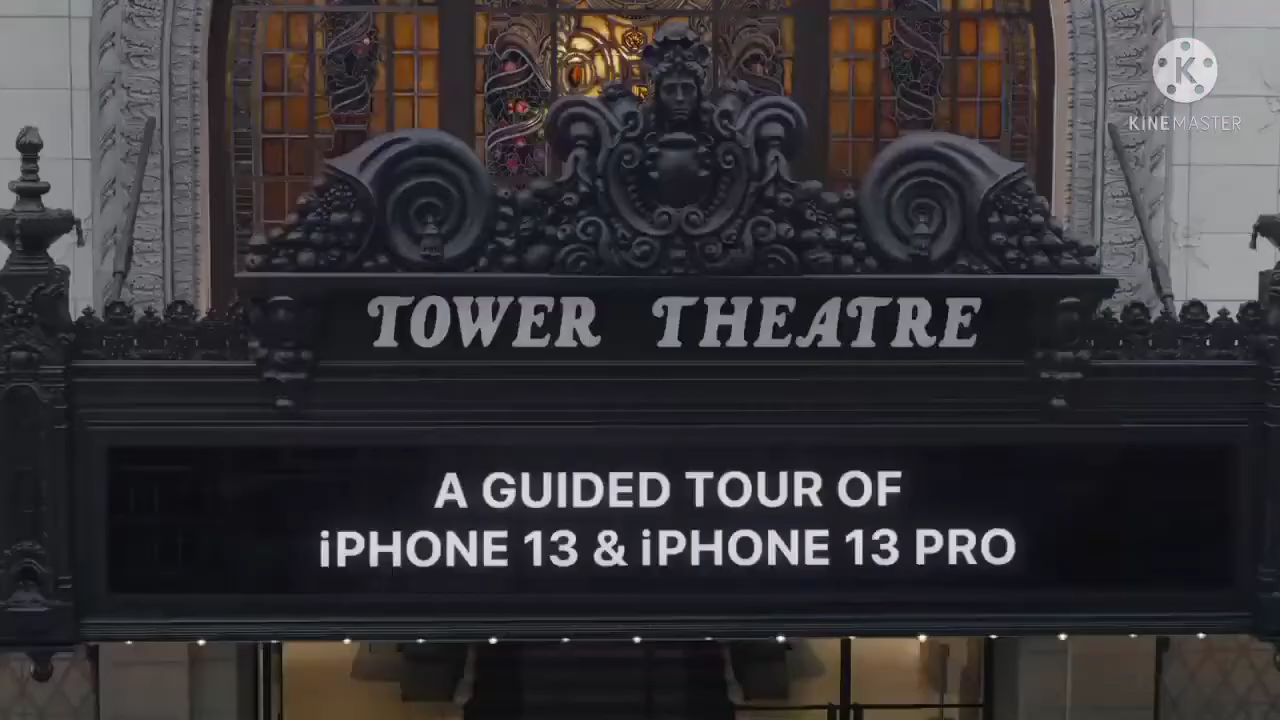 K
KINEMASTER
TOWER THEATRE
A GUIDED TOUR OF
iPHONE 13 & iPHONE 13 PRO